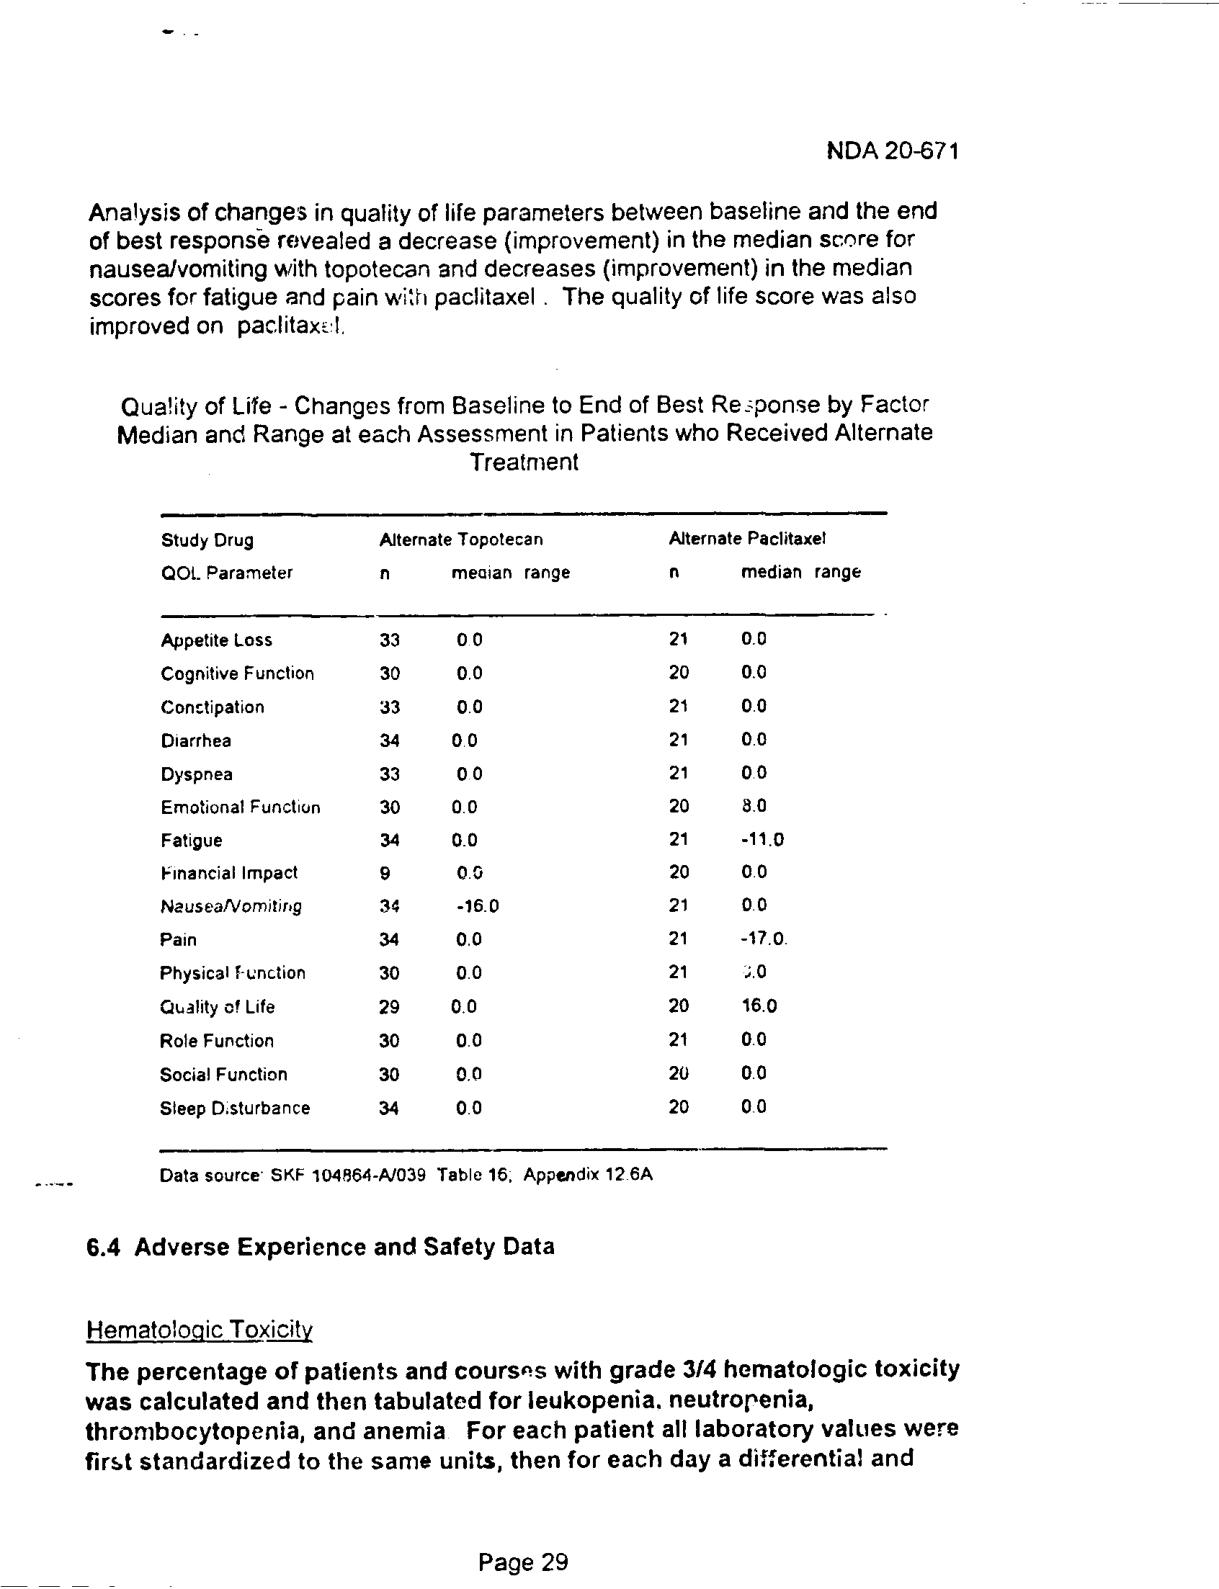 NDA 20-671
Analysis of changes in quality of life parameters between baseline and the end
of best response revealed a decrease (improvement) in the median score for
nausea/vomiting with topotecan and decreases (improvement) in the median
scores for fatigue and pain with paclitaxel . The quality of life score was also
improved on paclitaxel.
Quality of Life - Changes from Baseline to End of Best Response by Factor
Median and Range at each Assessment in Patients who Received Alternate
Treatment
Study Drug Alternate Topotecan Alternate Paclitaxel
QOL Parameter n median range n median range
Appetite Loss 33 0.0 21 0.0
Cognitive Function 30 0.0 20 0.0
Constipation 33 0.0 21 0.0
Diarrhea 34 0.0 21 0.0
Dyspnea 33 0.0 21 0.0
Emotional Function 30 0.0 20 8.0
Fatigue 34 0.0 21 -11.0
Financial Impact 9 0.0 20 0.0
Nausea/Vomiting 34 -16.0 21 0.0
Pain 34 0.0 21 -17.0
Physical Function 30 0.0 21
Quality of Life 29 0.0 20 16.0
Role Function 30 0.0 21 0.0
Social Function 30 0.0 20 0.0
Sleep Disturbance 34 0.0 20 0.0
Data source: SKF 104864-A/039 Table 16; Appendix 12.6A
6.4 Adverse Experience and Safety Data
Hematologic Toxicity
The percentage of patients and courses with grade 3/4 hematologic toxicity
was calculated and then tabulated for leukopenia, neutropenia,
thrombocytopenia, and anemia. For each patient all laboratory values were
first standardized to the same units, then for each day a differential and
Page 29